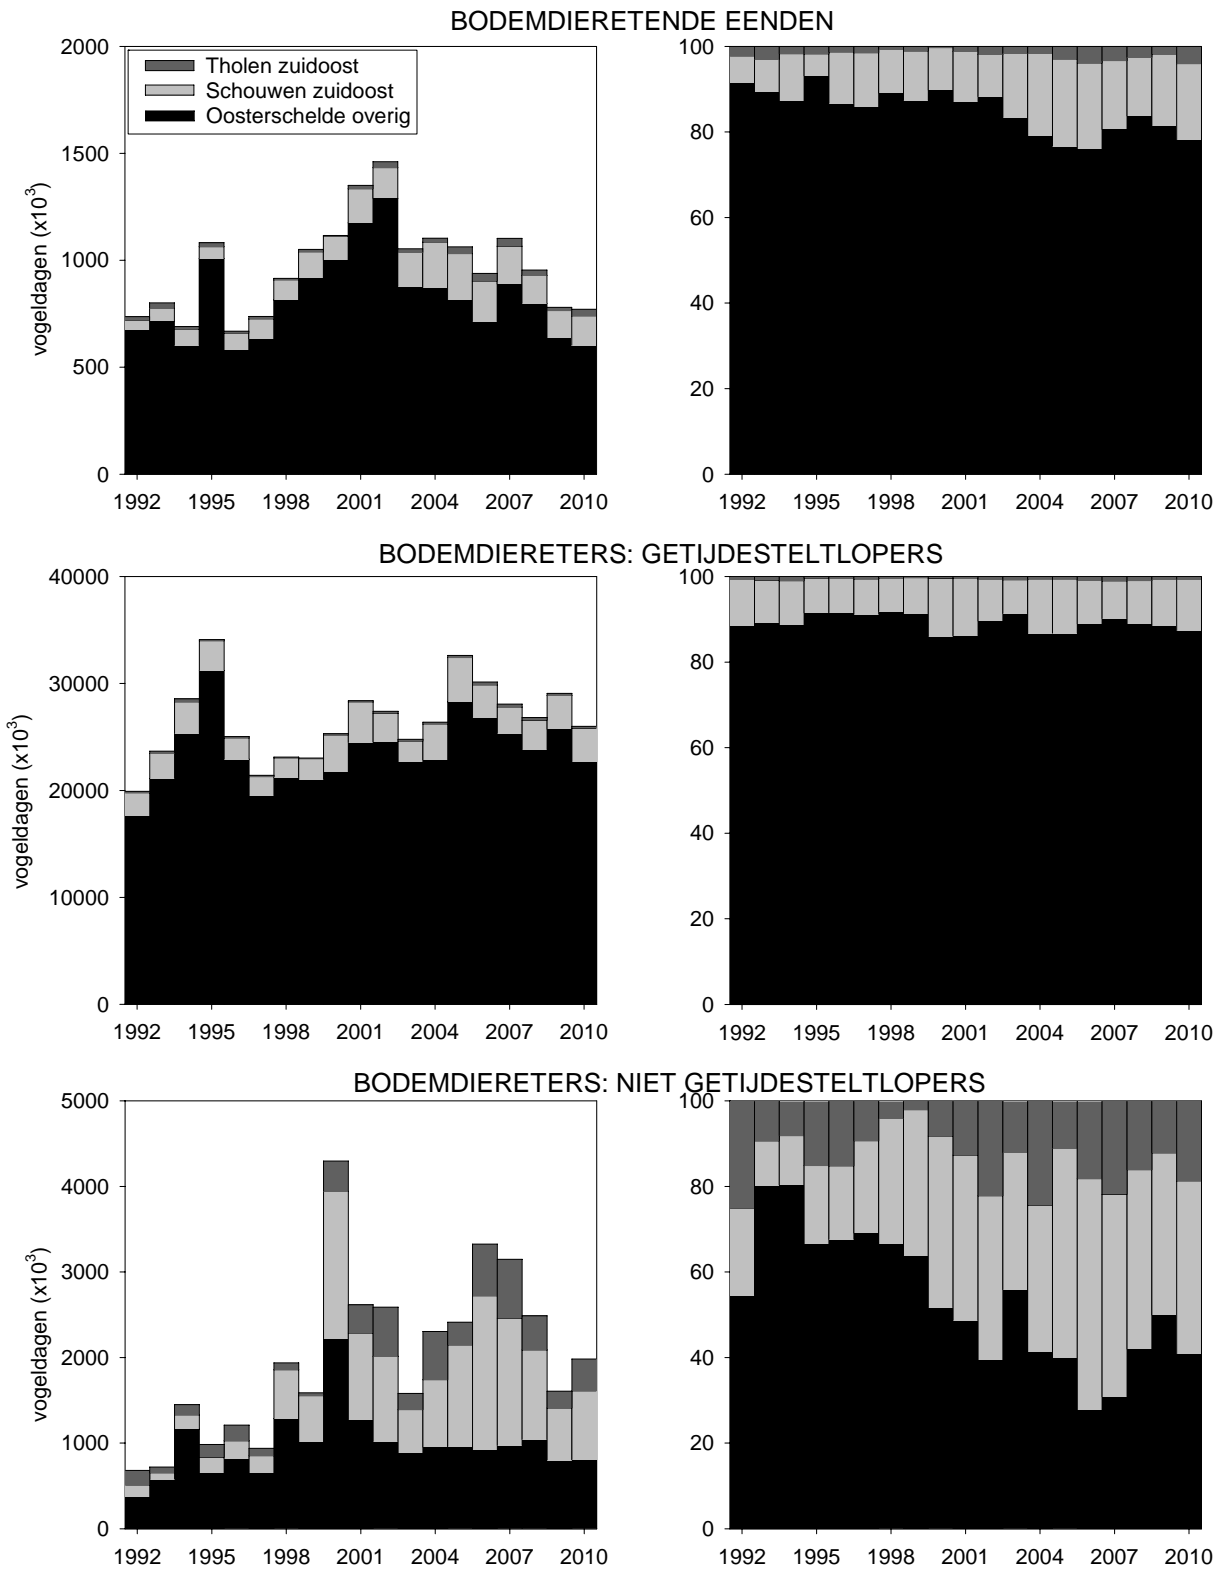 BODEMDIERETENDE EENDEN
2000
1500
1000
500
0
vogeldagen (x10³)
Tholen zuidoost
Schouwen zuidoost
Oosterschelde overig
1992 1995 1998 2001 2004 2007 2010
100
80
60
40
20
0
1992 1995 1998 2001 2004 2007 2010
BODEMDIERETERS: GETIJDESTELTLOPERS
40000
30000
20000
10000
0
vogeldagen (x10³)
1992 1995 1998 2001 2004 2007 2010
100
80
60
40
20
0
1992 1995 1998 2001 2004 2007 2010
BODEMDIERETERS: NIET GETIJDESTELTLOPERS
5000
4000
3000
2000
1000
0
vogeldagen (x10³)
1992 1995 1998 2001 2004 2007 2010
100
80
60
40
20
0
1992 1995 1998 2001 2004 2007 2010